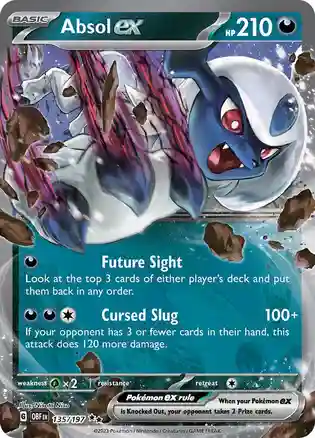 BASIC
Absol ex HP 210
Future Sight
Look at the top 3 cards of either player's deck and put
them back in any order.
Cursed Slug 100+
If your opponent has 3 or fewer cards in their hand, this
attack does 120 more damage.
weakness ×2 resistance retreat
Pokémon ex rule When your Pokémon ex
is Knocked Out, your opponent takes 2 Prize cards.
G OBF EN 135/197 ★★
©2023 Pokémon / Nintendo / Creatures / GAME FREAK